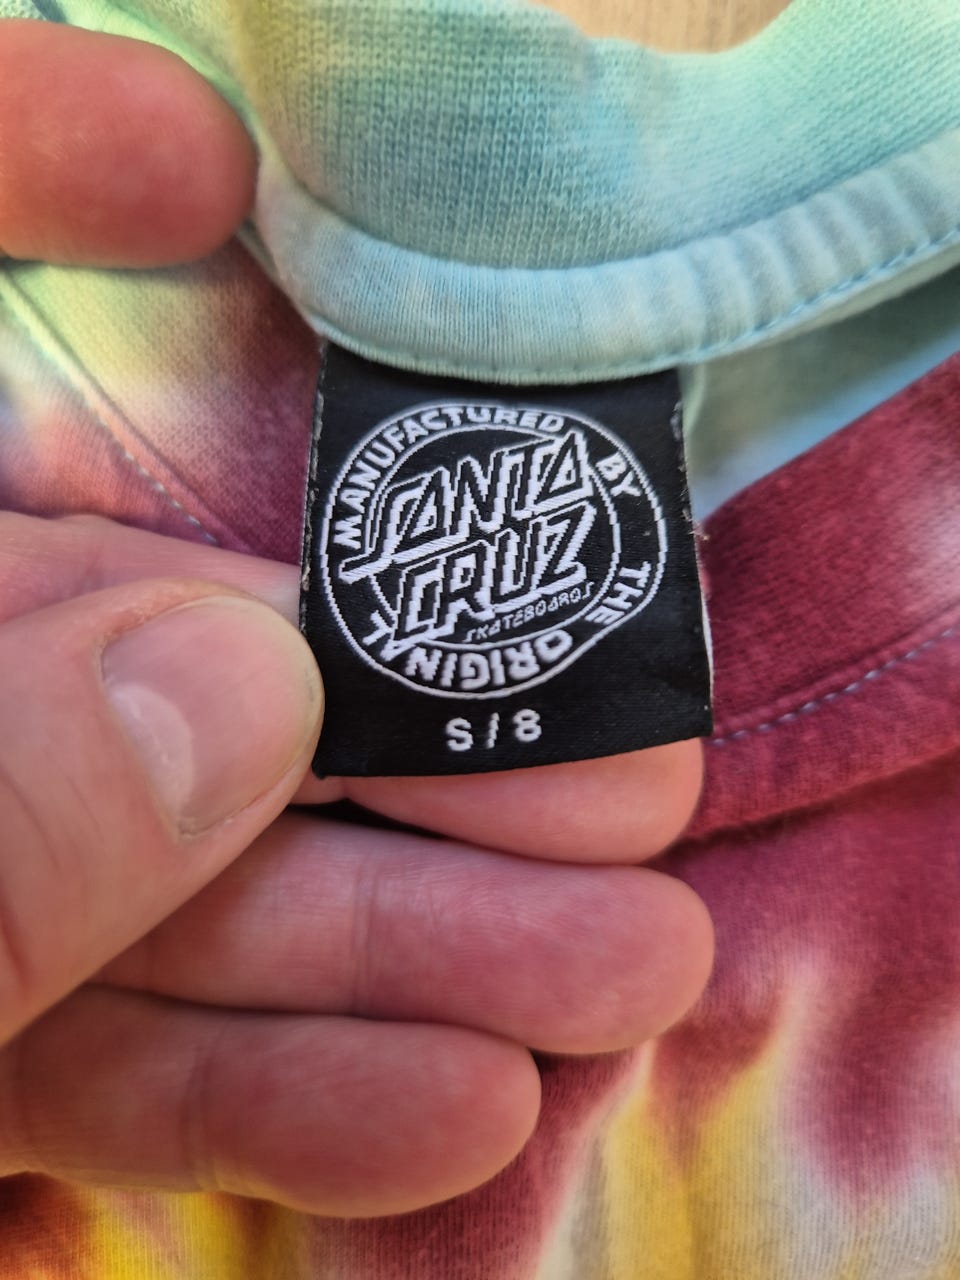 MANUFACTURED BY THE ORIGINAL
SANTA
CRUZ
SKATEBOARDS
S/8